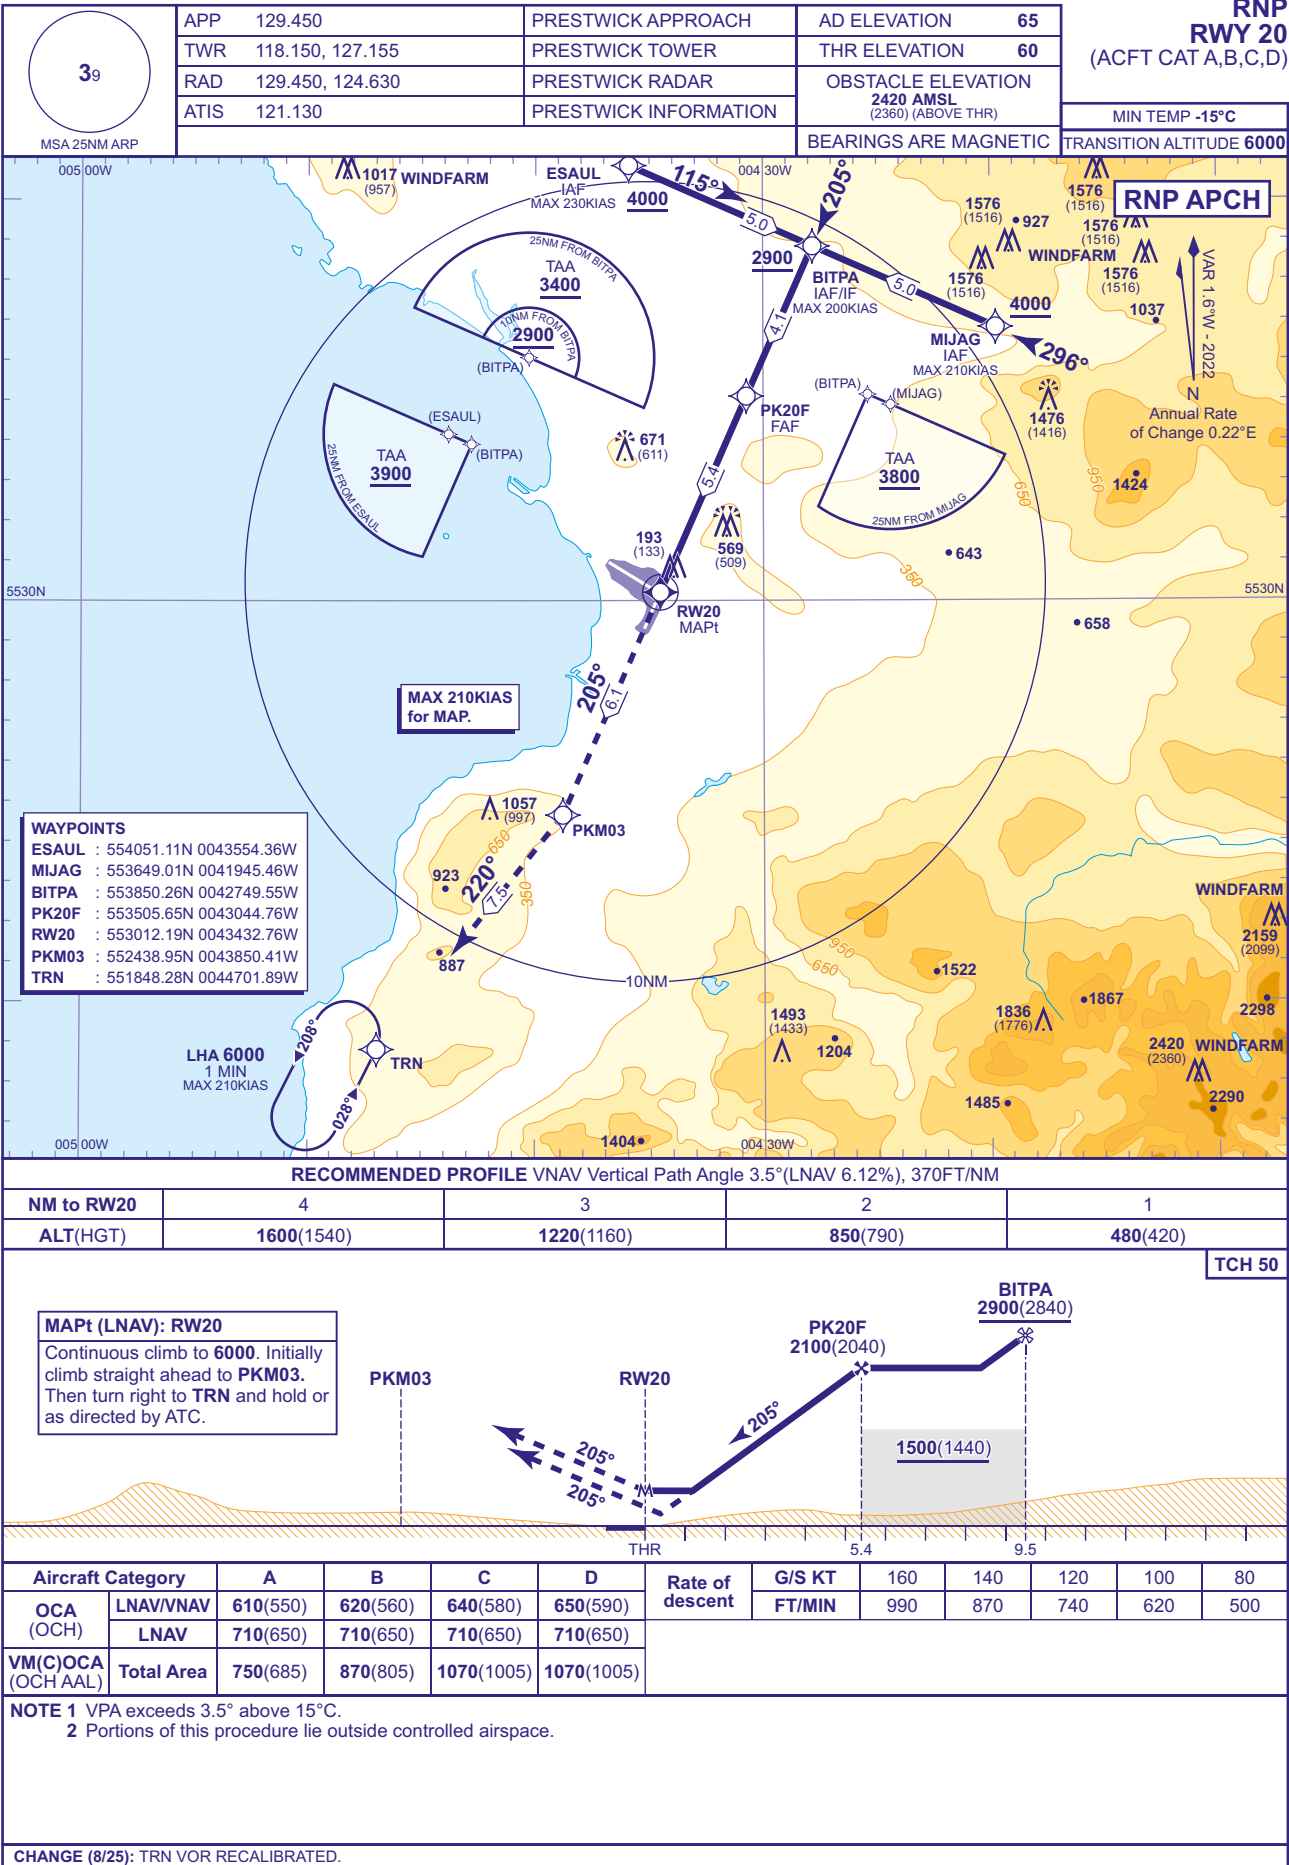 RNP
RWY 20
(ACFT CAT A,B,C,D)
39
MSA 25NM ARP
APP 129.450 PRESTWICK APPROACH
TWR 118.150, 127.155 PRESTWICK TOWER
RAD 129.450, 124.630 PRESTWICK RADAR
ATIS 121.130 PRESTWICK INFORMATION
AD ELEVATION 65
THR ELEVATION 60
OBSTACLE ELEVATION
2420 AMSL
(2360) (ABOVE THR)
BEARINGS ARE MAGNETIC
MIN TEMP -15°C
TRANSITION ALTITUDE 6000
005 00W
004 30W
1017
(957)
WINDFARM
ESAUL
IAF
MAX 230KIAS
4000
115°
5.0
205°
RNP APCH
1576
(1516)
1576
(1516)
927
1576
(1516)
WINDFARM
1576
(1516)
1576
(1516)
1037
VAR 1.6°W - 2022
N
Annual Rate
of Change 0.22°E
2900
BITPA
IAF/IF
MAX 200KIAS
5.0
4000
MIJAG
IAF
MAX 210KIAS
296°
25NM FROM BITPA
TAA
3400
10NM FROM BITPA
2900
(BITPA)
4.1
PK20F
FAF
(ESAUL)
(BITPA)
TAA
3900
25NM FROM ESAUL
671
(611)
(BITPA)
(MIJAG)
TAA
3800
25NM FROM MIJAG
1476
(1416)
650
950
1424
5.4
193
(133)
569
(509)
643
350
5530N
5530N
RW20
MAPt
658
205°
6.1
MAX 210KIAS
for MAP.
1057
(997)
PKM03
650
350
923
220°
7.5
887
10NM
WAYPOINTS
ESAUL : 554051.11N 0043554.36W
MIJAG : 553649.01N 0041945.46W
BITPA : 553850.26N 0042749.55W
PK20F : 553505.65N 0043044.76W
RW20 : 553012.19N 0043432.76W
PKM03 : 552438.95N 0043850.41W
TRN : 551848.28N 0044701.89W
WINDFARM
2159
(2099)
950
650
1522
1867
2298
1836
(1776)
1493
(1433)
1204
2420
(2360)
WINDFARM
2290
1485
1404
LHA 6000
1 MIN
MAX 210KIAS
208°
028°
TRN
005 00W
004 30W
RECOMMENDED PROFILE VNAV Vertical Path Angle 3.5°(LNAV 6.12%), 370FT/NM
NM to RW20 4 3 2 1
ALT(HGT) 1600(1540) 1220(1160) 850(790) 480(420)
TCH 50
MAPt (LNAV): RW20
Continuous climb to 6000. Initially
climb straight ahead to PKM03.
Then turn right to TRN and hold or
as directed by ATC.
PKM03
RW20
PK20F
2100(2040)
BITPA
2900(2840)
205°
205°
205°
1500(1440)
M
THR
5.4
9.5
Aircraft Category A B C D
OCA
(OCH)
LNAV/VNAV 610(550) 620(560) 640(580) 650(590)
LNAV 710(650) 710(650) 710(650) 710(650)
VM(C)OCA
(OCH AAL)
Total Area 750(685) 870(805) 1070(1005) 1070(1005)
Rate of
descent
G/S KT 160 140 120 100 80
FT/MIN 990 870 740 620 500
NOTE 1 VPA exceeds 3.5° above 15°C.
2 Portions of this procedure lie outside controlled airspace.
CHANGE (8/25): TRN VOR RECALIBRATED.